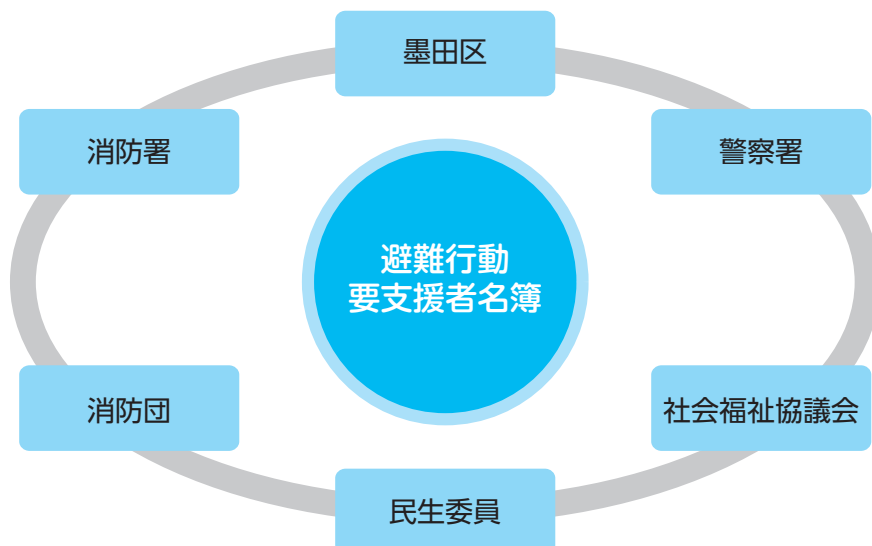 墨田区
消防署
警察署
避難行動
要支援者名簿
消防団
社会福祉協議会
民生委員